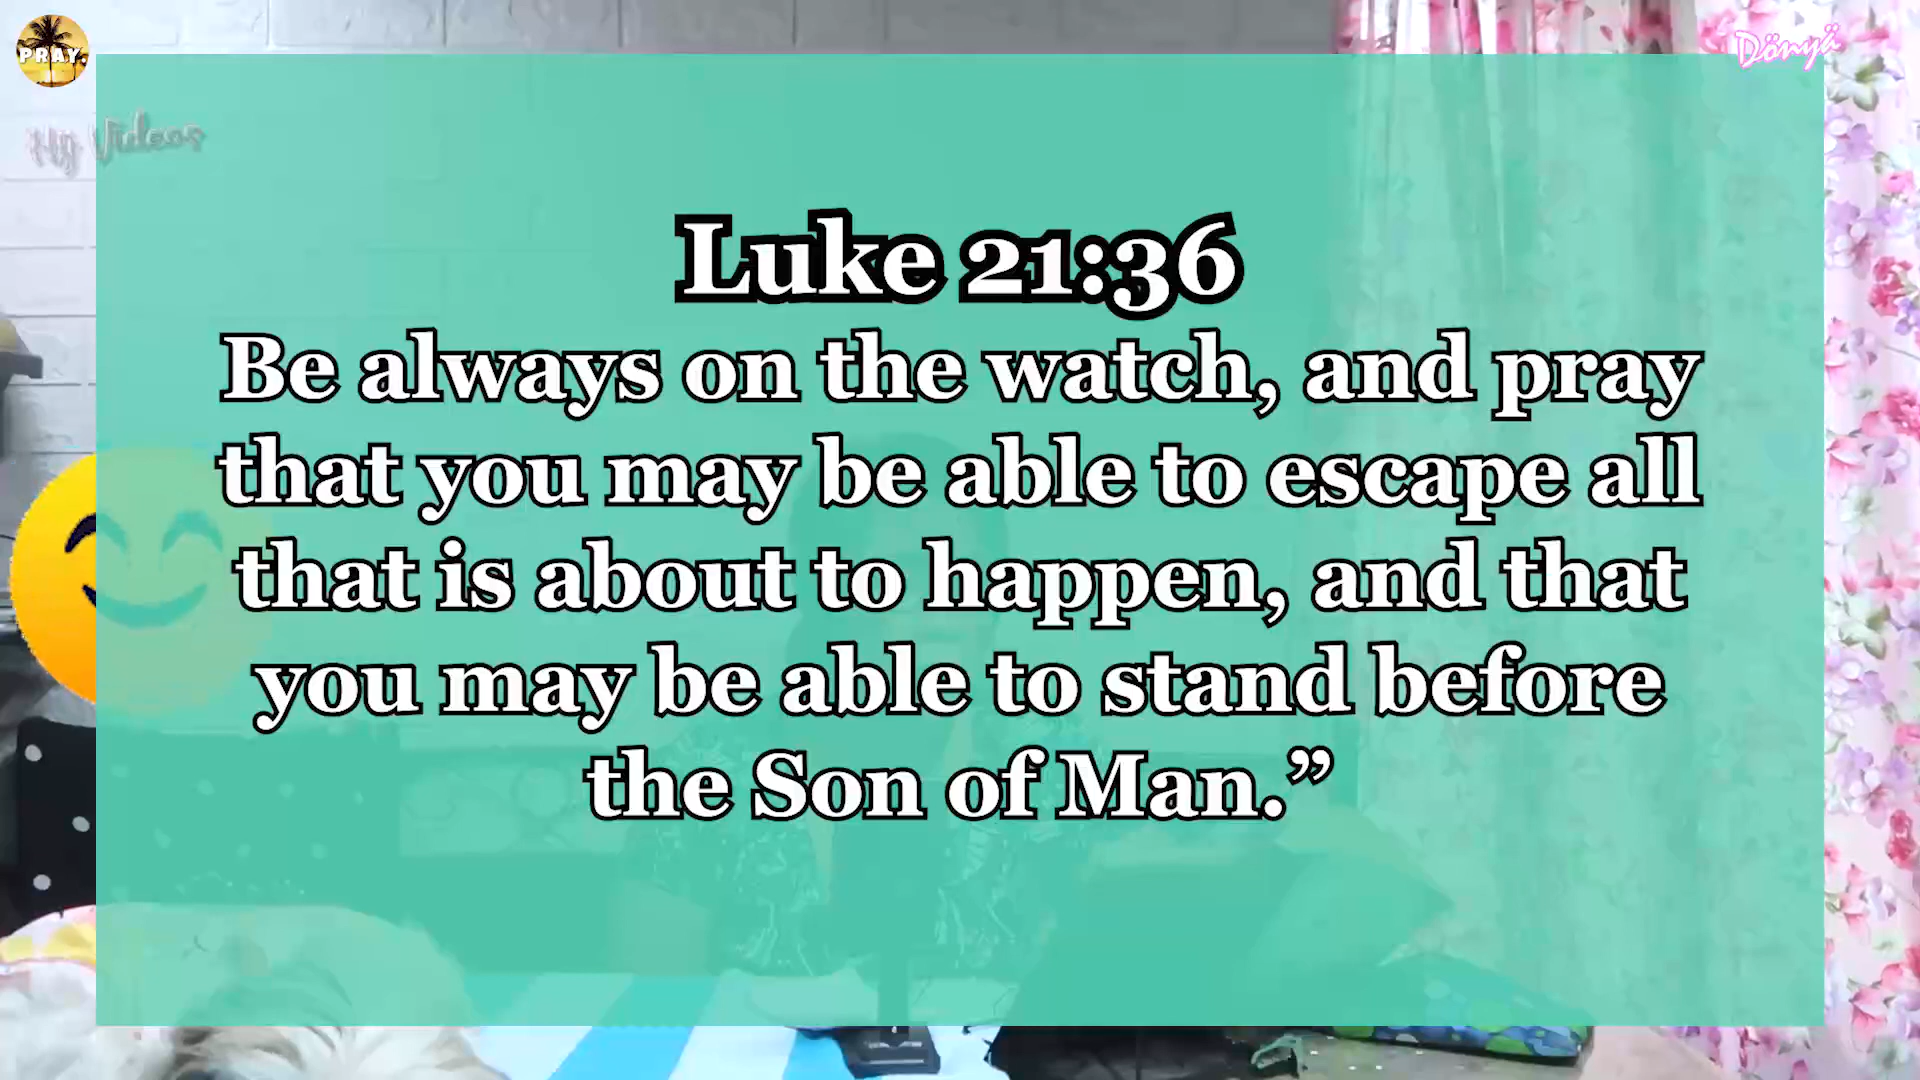 PRAY.
Dönyä
My Videos
Luke 21:36
Be always on the watch, and pray
that you may be able to escape all
that is about to happen, and that
you may be able to stand before
the Son of Man.”